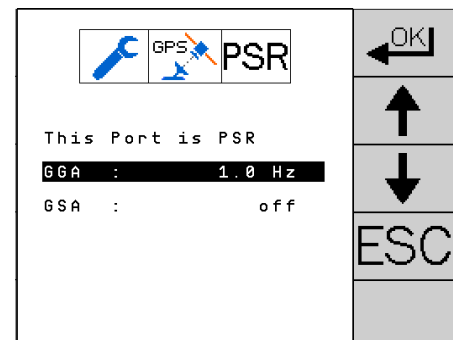 GPS PSR
This Port is PSR
GGA : 1.0 Hz
GSA : off
OK
ESC